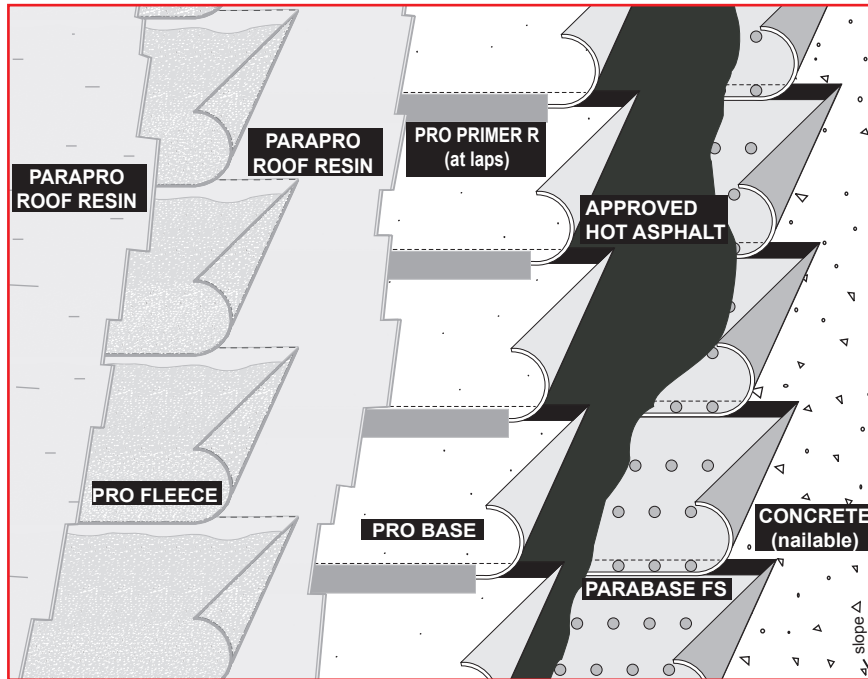 PARAPRO
ROOF RESIN
PARAPRO
ROOF RESIN
PRO PRIMER R
(at laps)
APPROVED
HOT ASPHALT
PRO FLEECE
PRO BASE
PARABASE FS
CONCRETE
(nailable)
slope